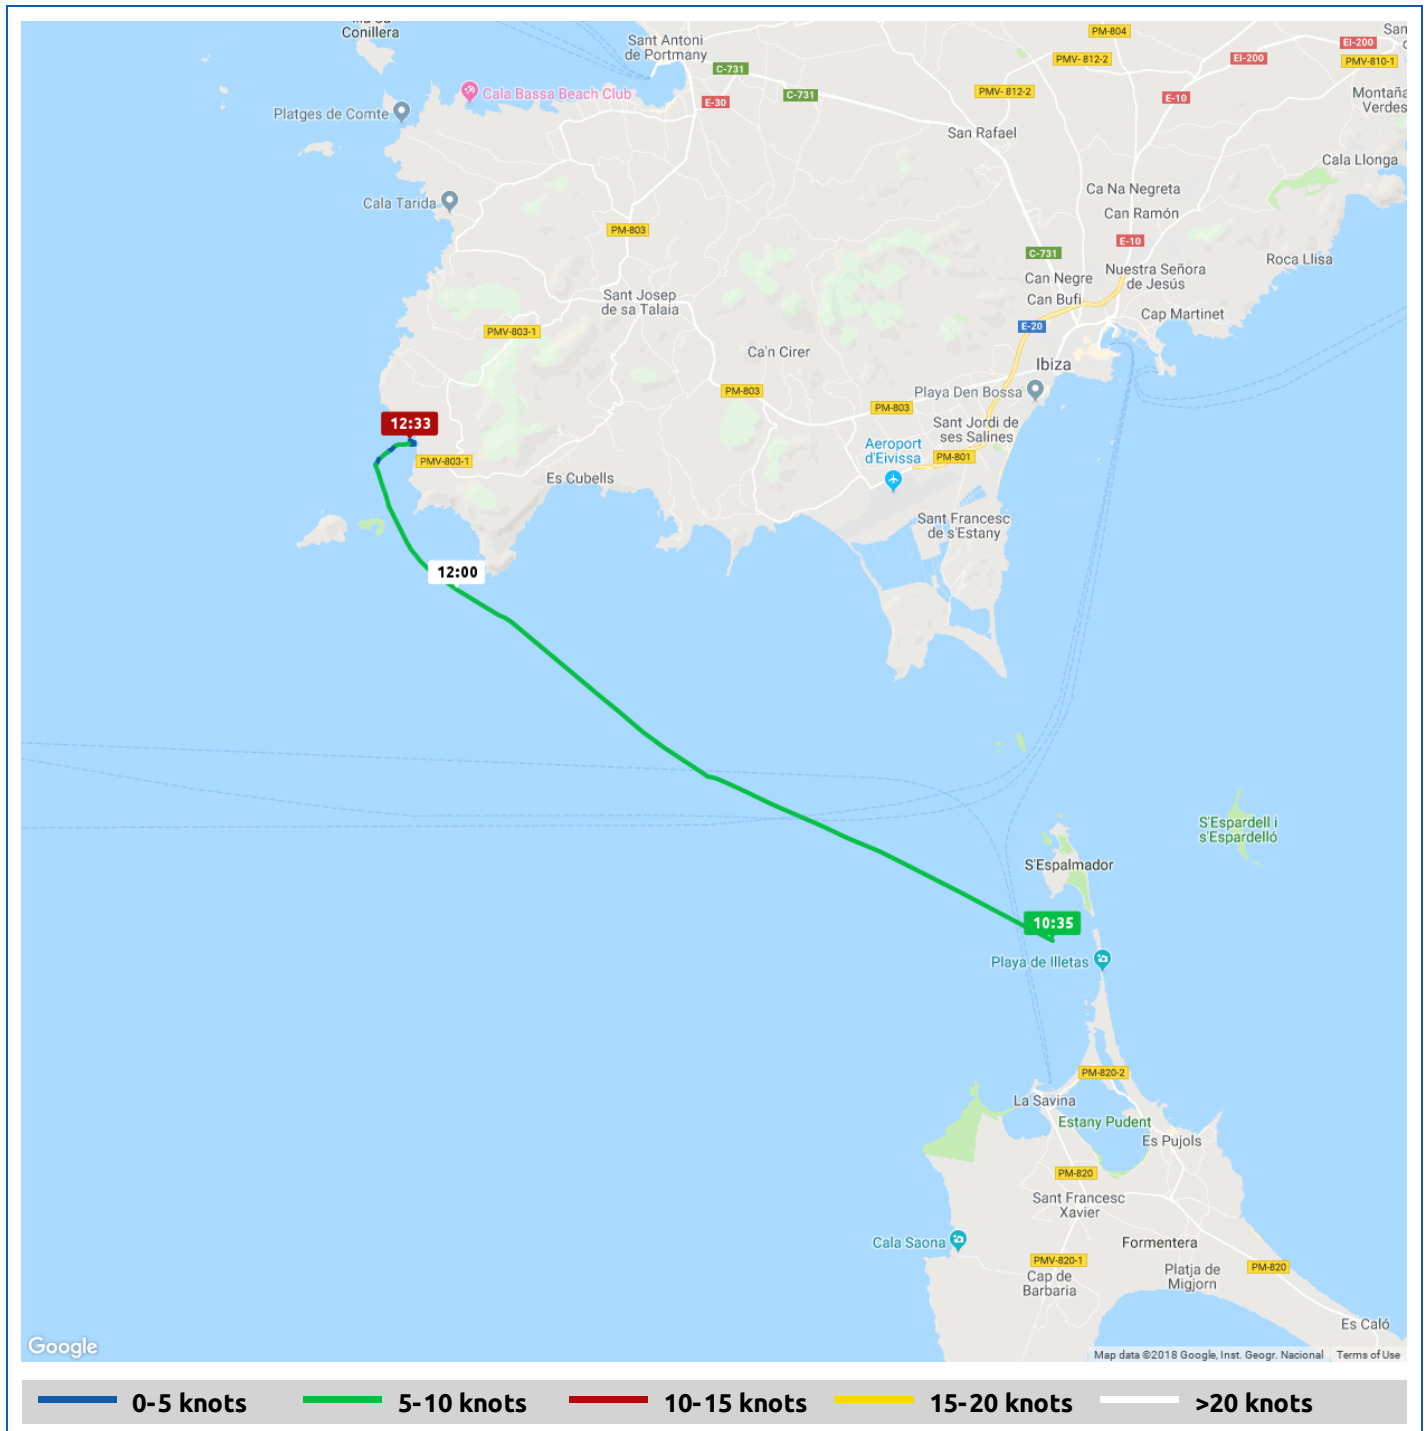 Conillera
Sant Antoni
de Portmany
PM-804
EI-200
San
C-731
PMV- 812-2
EI-200
PMV-810-1
Cala Bassa Beach Club
E-30
C-731
PMV- 812-2
E-10
Montaña
Verdes
Platges de Comte
San Rafael
Cala Llonga
Cala Tarida
Ca Na Negreta
Can Ramón
PM-803
E-10
C-731
Roca Llisa
Nuestra Señora
de Jesús
Can Negre
Can Bufí
Sant Josep
de sa Talaia
Cap Martinet
PMV-803-1
E-20
Ca'n Cirer
Ibiza
PM-803
Playa Den Bossa
PM-803
12:33
Sant Jordi de
ses Salines
Aeroport
d'Eivissa
PMV-803-1
PM-801
Es Cubells
Sant Francesc
de s'Estany
12:00
S'Espardell i
s'Espardelló
S'Espalmador
10:35
Playa de Illetas
PM-820-2
La Savina
Estany Pudent
Es Pujols
PM-820
Sant Francesc
Xavier
Cala Saona
Formentera
PMV-820-1
PM-820
Cap de
Barbaria
Platja de
Migjorn
Es Caló
Google
Map data ©2018 Google, Inst. Geogr. Nacional
Terms of Use
0-5 knots
5-10 knots
10-15 knots
15-20 knots
>20 knots